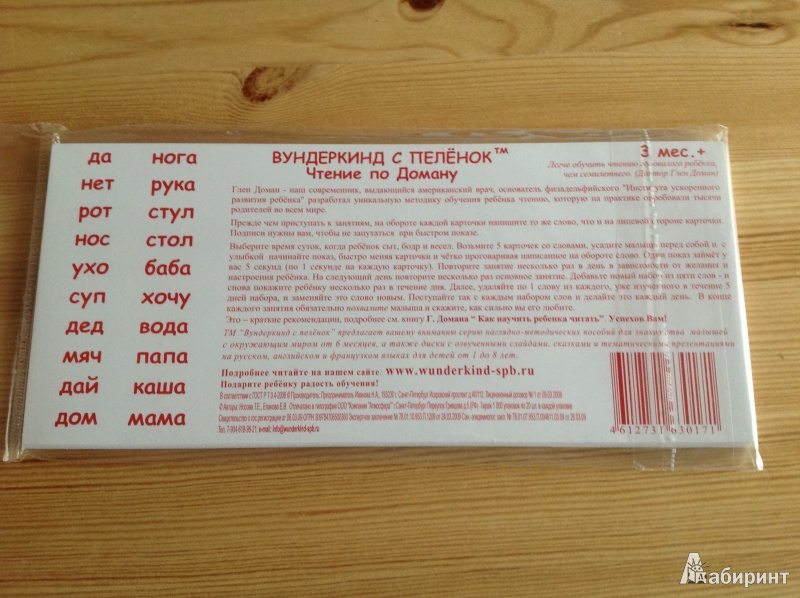 да нога
нет рука
рот стул
нос стол
ухо баба
суп хочу
дед вода
мяч папа
дай каша
дом мама
ВУНДЕРКИНД С ПЕЛЁНОК™
Чтение по Доману
3 мес.+
Легче обучить чтению годовалого ребёнка,
чем семилетнего. (Доктор Глен Доман)
Глен Доман - наш современник, выдающийся американский врач, основатель филадельфийского "Института ускоренного
развития ребёнка" разработал уникальную методику обучения ребёнка чтению, которую на практике опробовали тысячи
родителей во всем мире.
Прежде чем приступать к занятиям, на обороте каждой карточки напишите то же слово, что и на лицевой стороне карточки.
Подписи нужны вам, чтобы не запутаться при быстром показе.
Выберите время суток, когда ребёнок сыт, бодр и весел. Возьмите 5 карточек со словами, усадите малыша перед собой и с
улыбкой начинайте показ, быстро меняя карточки и чётко проговаривая написанное на обороте слово. Один показ займёт у
вас 5 секунд (по 1 секунде на каждую карточку). Повторите занятие несколько раз в день в зависимости от желания и
настроения ребёнка. На следующий день повторите несколько раз основное занятие. Добавьте новый набор из пяти слов - и
снова покажите ребёнку несколько раз в течение дня. Далее, удаляйте по 1 слову из каждого, уже изученного в течение 5
дней набора, и заменяйте это слово новым. Поступайте так с каждым набором слов и делайте это каждый день. В конце
каждого занятия обязательно похвалите малыша и скажите, как сильно вы его любите.
Это – краткие рекомендации, подробнее см. книгу Г. Домана " Как научить ребенка читать". Успехов Вам!
ТМ "Вундеркинд с пелёнок" предлагает вашему вниманию серию наглядно-методических пособий для знакомства малышей
с окружающим миром от 6 месяцев, а также диски с озвученными слайдами, сказками и тематическими презентациями
на русском, английском и французком языках для детей от 1 до 8 лет.
Подробнее читайте на нашем сайте www.wunderkind-spb.ru
Подарите ребёнку радость обучения!
4612731630171
Лабиринт